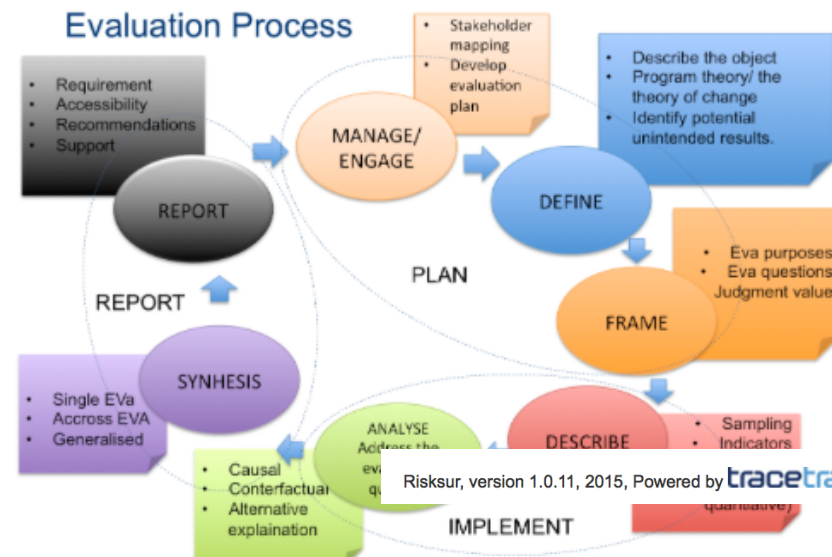 Evaluation Process
• Requirement
• Accessibility
• Recommendations
• Support
REPORT
• Stakeholder
mapping
• Develop
evaluation
plan
MANAGE/
ENGAGE
• Describe the object
• Program theory/ the
theory of change
• Identify potential
unintended results.
DEFINE
• Eva purposes
• Eva questions
Judgment value
FRAME
PLAN
REPORT
SYNHESIS
• Single EVa
• Accross EVA
• Generalised
ANALYSE
Address the
• Causal
• Conterfactual
• Alternative
explaination
DESCRIBE
• Sampling
• Indicators
quantitative)
IMPLEMENT
Risksur, version 1.0.11, 2015, Powered by tracetra